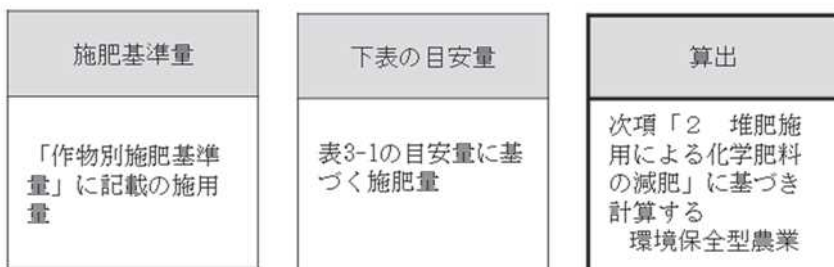 施肥基準量
「作物別施肥基準
量」に記載の施用
量
下表の目安量
表3-1の目安量に基
づく施肥量
算出
次項「２　堆肥施
用による化学肥料
の減肥」に基づき
計算する
環境保全型農業